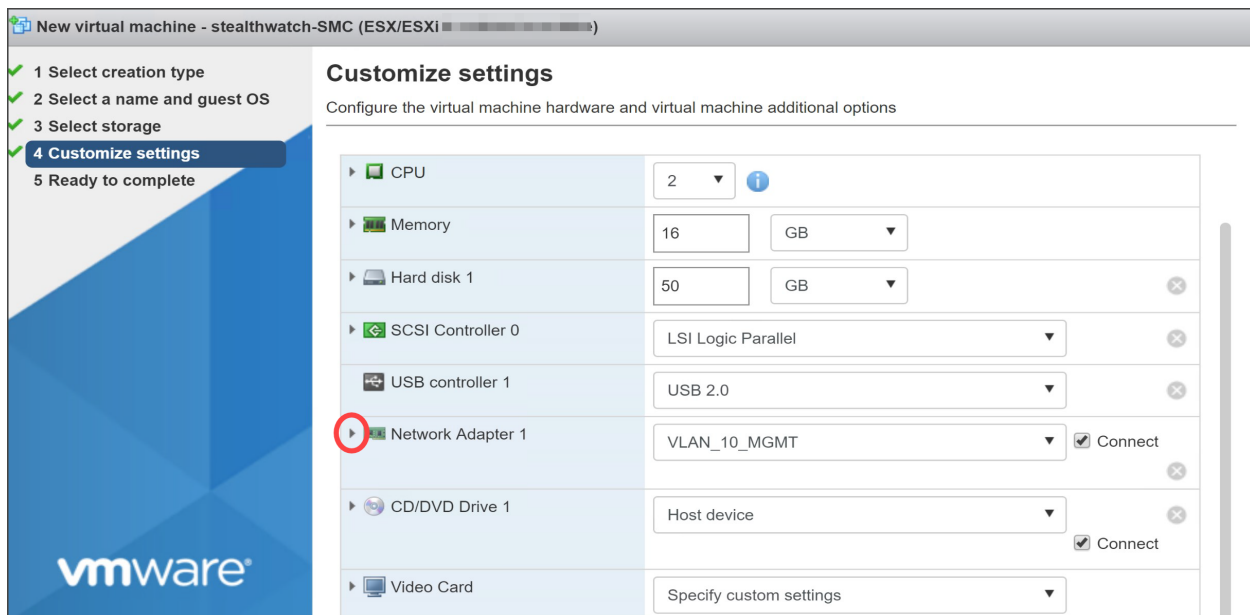 New virtual machine - stealthwatch-SMC (ESX/ESXi )
1 Select creation type
2 Select a name and guest OS
3 Select storage
4 Customize settings
5 Ready to complete
Customize settings
Configure the virtual machine hardware and virtual machine additional options
CPU 2
Memory 16 GB
Hard disk 1 50 GB
SCSI Controller 0 LSI Logic Parallel
USB controller 1 USB 2.0
Network Adapter 1 VLAN_10_MGMT Connect
CD/DVD Drive 1 Host device
Connect
Video Card Specify custom settings
vmware®